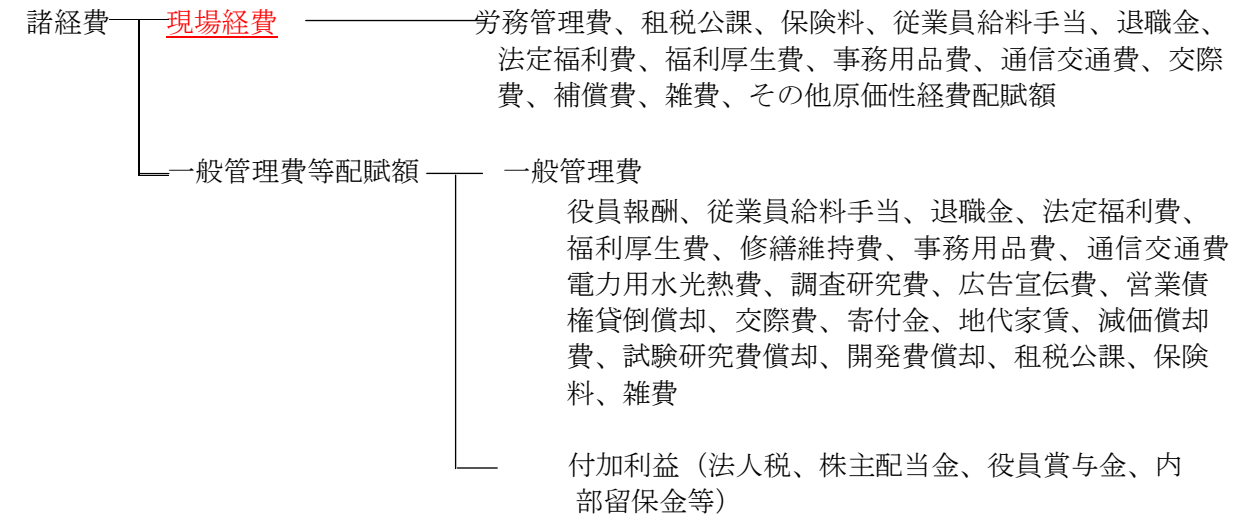 諸経費 現場経費 労務管理費、租税公課、保険料、従業員給料手当、退職金、
法定福利費、福利厚生費、事務用品費、通信交通費、交際
費、補償費、雑費、その他原価性経費配賦額
一般管理費等配賦額 一般管理費
役員報酬、従業員給料手当、退職金、法定福利費、
福利厚生費、修繕維持費、事務用品費、通信交通費
電力用水光熱費、調査研究費、広告宣伝費、営業債
権貸倒償却、交際費、寄付金、地代家賃、減価償却
費、試験研究費償却、開発費償却、租税公課、保険
料、雑費
付加利益（法人税、株主配当金、役員賞与金、内
部留保金等）